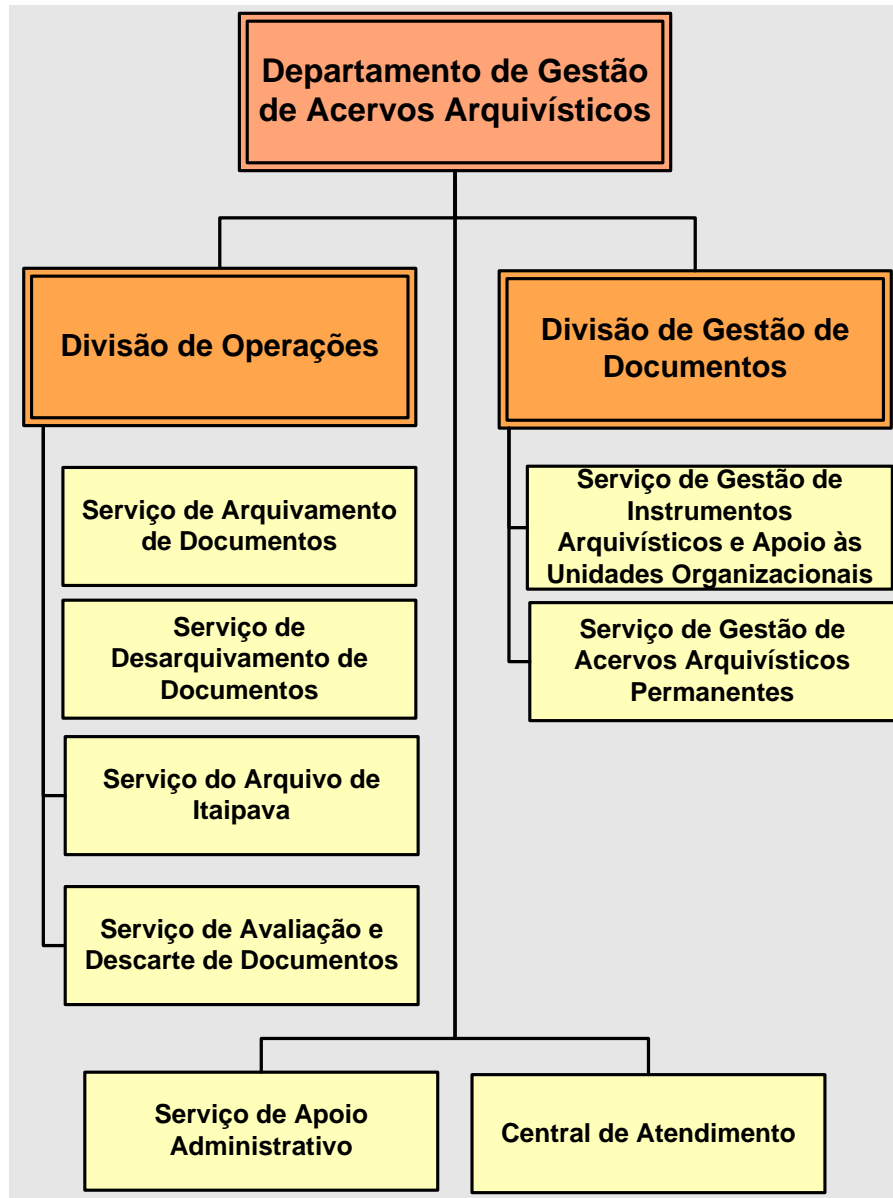 Departamento de Gestão
de Acervos Arquivísticos
Divisão de Operações
Divisão de Gestão de
Documentos
Serviço de Arquivamento
de Documentos
Serviço de
Desarquivamento de
Documentos
Serviço do Arquivo de
Itaipava
Serviço de Avaliação e
Descarte de Documentos
Serviço de Gestão de
Instrumentos
Arquivísticos e Apoio às
Unidades Organizacionais
Serviço de Gestão de
Acervos Arquivísticos
Permanentes
Serviço de Apoio
Administrativo
Central de Atendimento